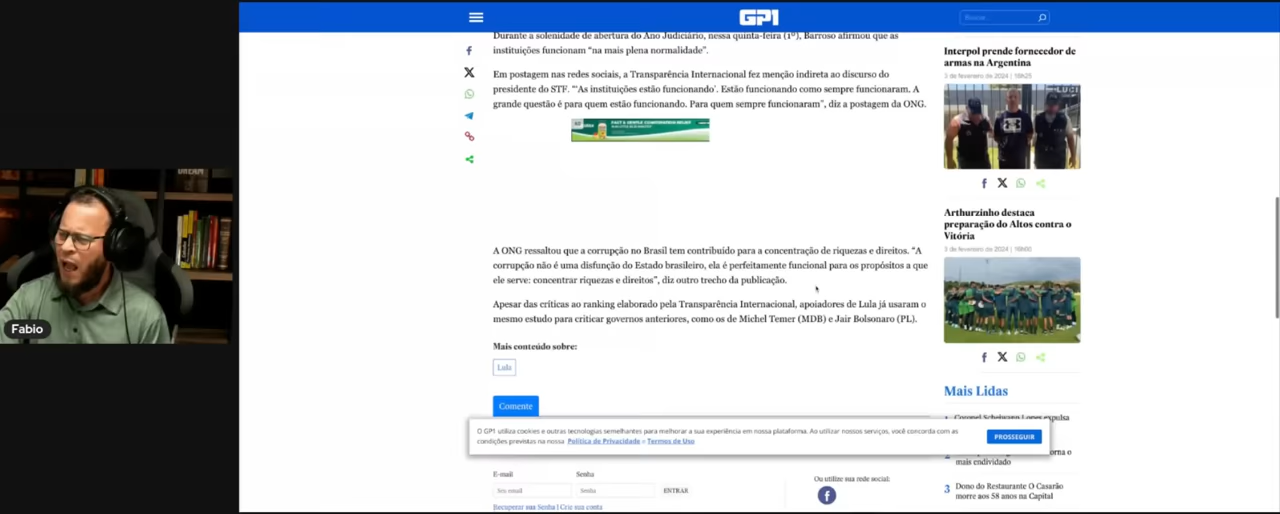 GP1
Buscar...
Durante a solenidade de abertura do Ano Judiciário, nessa quinta-feira (1º), Barroso afirmou que as
instituições funcionam “na mais plena normalidade”.
Em postagem nas redes sociais, a Transparência Internacional fez menção indireta ao discurso do
presidente do STF. “‘As instituições estão funcionando’. Estão funcionando como sempre funcionaram. A
grande questão é para quem estão funcionando. Para quem sempre funcionaram”, diz a postagem da ONG.
A ONG ressaltou que a corrupção no Brasil tem contribuído para a concentração de riquezas e direitos. “A
corrupção não é uma disfunção do Estado brasileiro, ela é perfeitamente funcional para os propósitos a que
ele serve: concentrar riquezas e direitos”, diz outro trecho da publicação.
Apesar das críticas ao ranking elaborado pela Transparência Internacional, apoiadores de Lula já usaram o
mesmo estudo para criticar governos anteriores, como os de Michel Temer (MDB) e Jair Bolsonaro (PL).
Mais conteúdo sobre:
Lula
Comente
O GP1 utiliza cookies e outras tecnologias semelhantes para melhorar a sua experiência em nossa plataforma. Ao utilizar nossos serviços, você concorda com as
condições previstas na nossa Política de Privacidade e Termos de Uso
PROSSEGUIR
E-mail
Senha
Seu email
Senha
ENTRAR
Recuperar sua Senha | Crie sua conta
Ou utilize sua rede social:
Interpol prende fornecedor de
armas na Argentina
3 de fevereiro de 2024 | 16h25
Arthurzinho destaca
preparação do Altos contra o
Vitória
3 de fevereiro de 2024 | 16h00
Mais Lidas
Coronel Scheiwann Lopes expulsa
mais endividado
3 Dono do Restaurante O Casarão
morre aos 58 anos na Capital
DREAM
Fabio